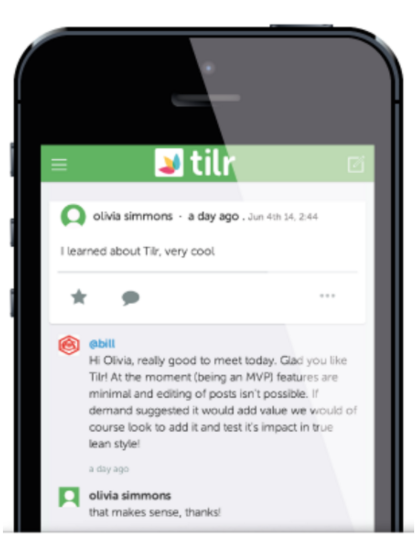 tilr
olivia simmons · a day ago . Jun 4th 14, 2:44
I learned about Tilr, very cool
@bill
Hi Olivia, really good to meet today. Glad you like
Tilr! At the moment (being an MVP) features are
minimal and editing of posts isn't possible. If
demand suggested it would add value we would of
course look to add it and test it's impact in true
lean style!
a day ago
olivia simmons
that makes sense, thanks!